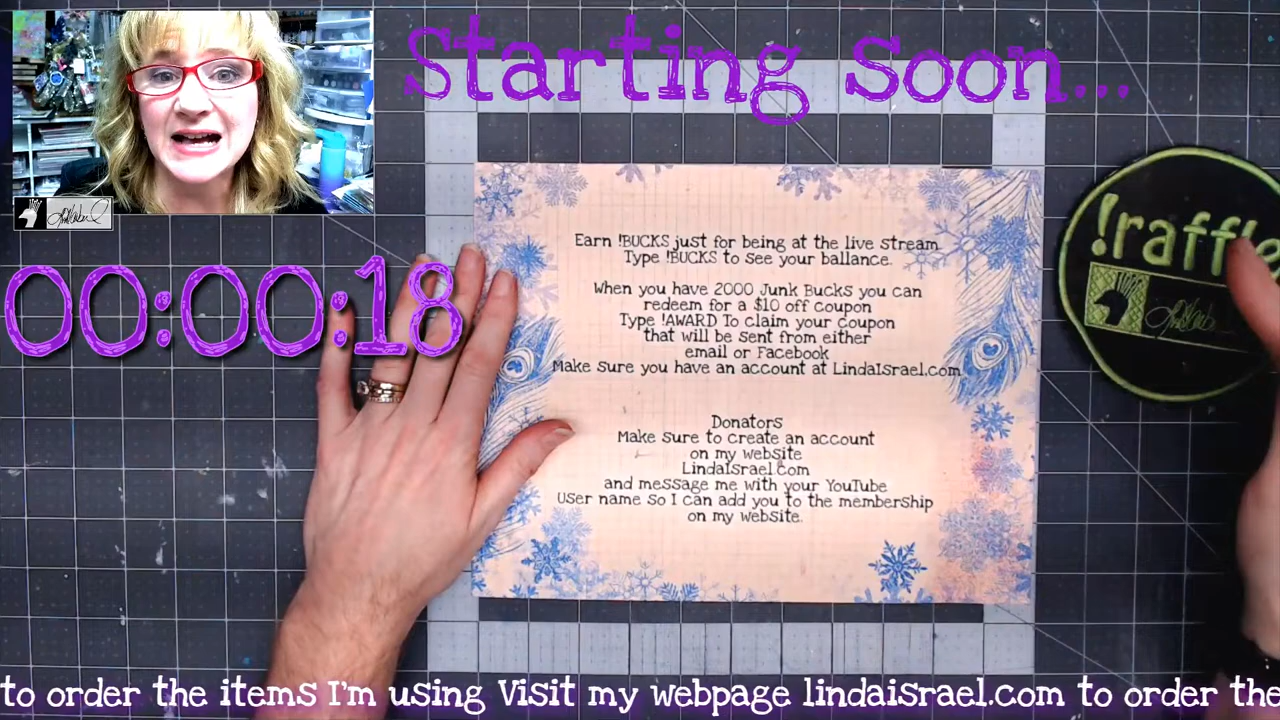 Starting Soon...
00:00:18
!raffle
Earn !BUCKS just for being at the live stream
Type !BUCKS to see your ballance.
When you have 2000 Junk Bucks you can
redeem for a $10 off coupon
Type !AWARD To claim your coupon
that will be sent from either
email or Facebook
Make sure you have an account at LindaIsrael.com
Donators
Make sure to create an account
on my website
LindaIsrael.com
and message me with your YouTube
User name so I can add you to the membership
on my website.
to order the items I'm using Visit my webpage lindaisrael.com to order the